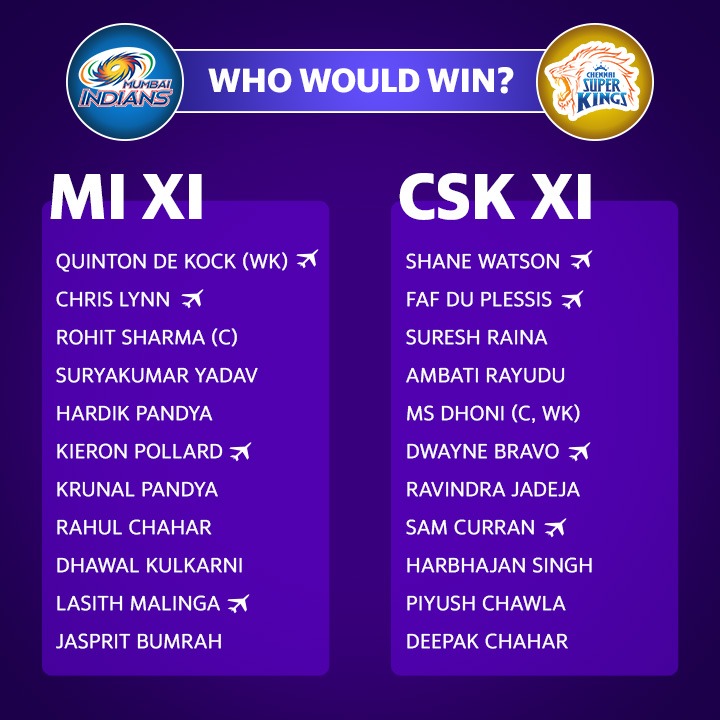 MUMBAI
INDIANS
WHO WOULD WIN?
CHENNAI
SUPER
KINGS
MI XI
QUINTON DE KOCK (WK)
CHRIS LYNN
ROHIT SHARMA (C)
SURYAKUMAR YADAV
HARDIK PANDYA
KIERON POLLARD
KRUNAL PANDYA
RAHUL CHAHAR
DHAWAL KULKARNI
LASITH MALINGA
JASPRIT BUMRAH
CSK XI
SHANE WATSON
FAF DU PLESSIS
SURESH RAINA
AMBATI RAYUDU
MS DHONI (C, WK)
DWAYNE BRAVO
RAVINDRA JADEJA
SAM CURRAN
HARBHAJAN SINGH
PIYUSH CHAWLA
DEEPAK CHAHAR